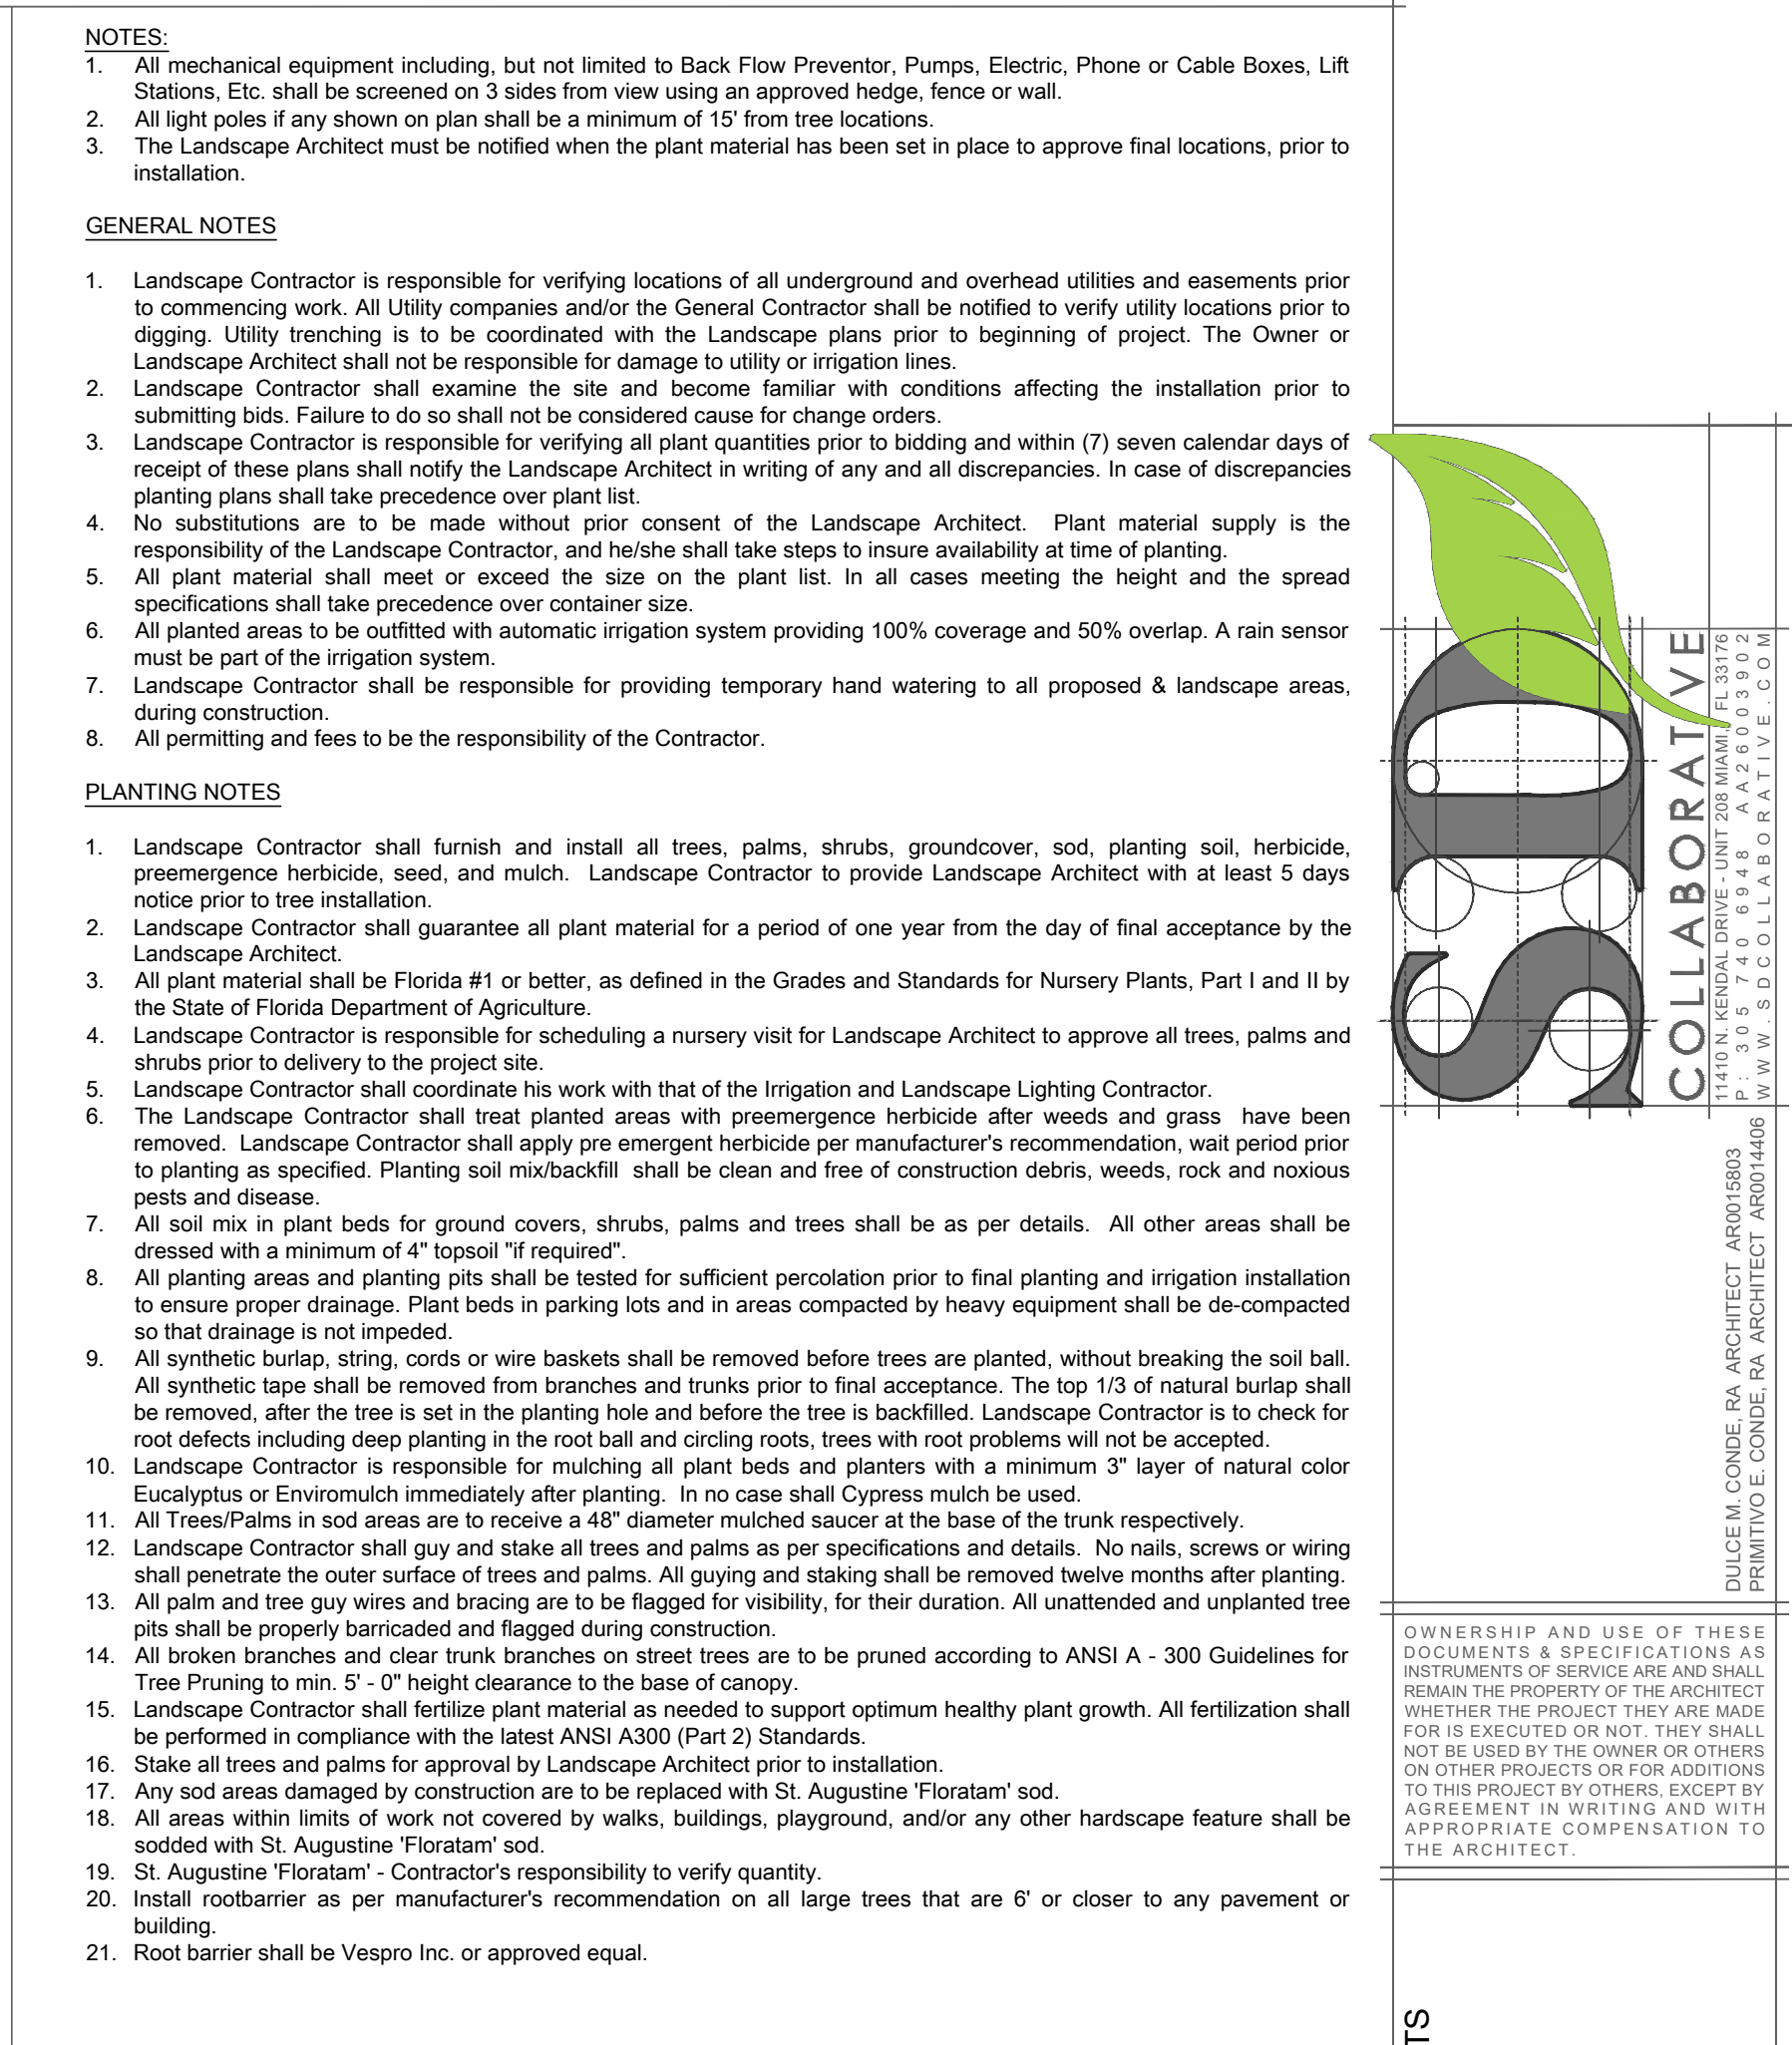 NOTES:
1. All mechanical equipment including, but not limited to Back Flow Preventor, Pumps, Electric, Phone or Cable Boxes, Lift
Stations, Etc. shall be screened on 3 sides from view using an approved hedge, fence or wall.
2. All light poles if any shown on plan shall be a minimum of 15' from tree locations.
3. The Landscape Architect must be notified when the plant material has been set in place to approve final locations, prior to
installation.
GENERAL NOTES
1. Landscape Contractor is responsible for verifying locations of all underground and overhead utilities and easements prior
to commencing work. All Utility companies and/or the General Contractor shall be notified to verify utility locations prior to
digging. Utility trenching is to be coordinated with the Landscape plans prior to beginning of project. The Owner or
Landscape Architect shall not be responsible for damage to utility or irrigation lines.
2. Landscape Contractor shall examine the site and become familiar with conditions affecting the installation prior to
submitting bids. Failure to do so shall not be considered cause for change orders.
3. Landscape Contractor is responsible for verifying all plant quantities prior to bidding and within (7) seven calendar days of
receipt of these plans shall notify the Landscape Architect in writing of any and all discrepancies. In case of discrepancies
planting plans shall take precedence over plant list.
4. No substitutions are to be made without prior consent of the Landscape Architect. Plant material supply is the
responsibility of the Landscape Contractor, and he/she shall take steps to insure availability at time of planting.
5. All plant material shall meet or exceed the size on the plant list. In all cases meeting the height and the spread
specifications shall take precedence over container size.
6. All planted areas to be outfitted with automatic irrigation system providing 100% coverage and 50% overlap. A rain sensor
must be part of the irrigation system.
7. Landscape Contractor shall be responsible for providing temporary hand watering to all proposed & landscape areas,
during construction.
8. All permitting and fees to be the responsibility of the Contractor.
PLANTING NOTES
1. Landscape Contractor shall furnish and install all trees, palms, shrubs, groundcover, sod, planting soil, herbicide,
preemergence herbicide, seed, and mulch. Landscape Contractor to provide Landscape Architect with at least 5 days
notice prior to tree installation.
2. Landscape Contractor shall guarantee all plant material for a period of one year from the day of final acceptance by the
Landscape Architect.
3. All plant material shall be Florida #1 or better, as defined in the Grades and Standards for Nursery Plants, Part I and II by
the State of Florida Department of Agriculture.
4. Landscape Contractor is responsible for scheduling a nursery visit for Landscape Architect to approve all trees, palms and
shrubs prior to delivery to the project site.
5. Landscape Contractor shall coordinate his work with that of the Irrigation and Landscape Lighting Contractor.
6. The Landscape Contractor shall treat planted areas with preemergence herbicide after weeds and grass have been
removed. Landscape Contractor shall apply pre emergent herbicide per manufacturer's recommendation, wait period prior
to planting as specified. Planting soil mix/backfill shall be clean and free of construction debris, weeds, rock and noxious
pests and disease.
7. All soil mix in plant beds for ground covers, shrubs, palms and trees shall be as per details. All other areas shall be
dressed with a minimum of 4" topsoil "if required".
8. All planting areas and planting pits shall be tested for sufficient percolation prior to final planting and irrigation installation
to ensure proper drainage. Plant beds in parking lots and in areas compacted by heavy equipment shall be de-compacted
so that drainage is not impeded.
9. All synthetic burlap, string, cords or wire baskets shall be removed before trees are planted, without breaking the soil ball.
All synthetic tape shall be removed from branches and trunks prior to final acceptance. The top 1/3 of natural burlap shall
be removed, after the tree is set in the planting hole and before the tree is backfilled. Landscape Contractor is to check for
root defects including deep planting in the root ball and circling roots, trees with root problems will not be accepted.
10. Landscape Contractor is responsible for mulching all plant beds and planters with a minimum 3" layer of natural color
Eucalyptus or Enviromulch immediately after planting. In no case shall Cypress mulch be used.
11. All Trees/Palms in sod areas are to receive a 48" diameter mulched saucer at the base of the trunk respectively.
12. Landscape Contractor shall guy and stake all trees and palms as per specifications and details. No nails, screws or wiring
shall penetrate the outer surface of trees and palms. All guying and staking shall be removed twelve months after planting.
13. All palm and tree guy wires and bracing are to be flagged for visibility, for their duration. All unattended and unplanted tree
pits shall be properly barricaded and flagged during construction.
14. All broken branches and clear trunk branches on street trees are to be pruned according to ANSI A - 300 Guidelines for
Tree Pruning to min. 5' - 0" height clearance to the base of canopy.
15. Landscape Contractor shall fertilize plant material as needed to support optimum healthy plant growth. All fertilization shall
be performed in compliance with the latest ANSI A300 (Part 2) Standards.
16. Stake all trees and palms for approval by Landscape Architect prior to installation.
17. Any sod areas damaged by construction are to be replaced with St. Augustine 'Floratam' sod.
18. All areas within limits of work not covered by walks, buildings, playground, and/or any other hardscape feature shall be
sodded with St. Augustine 'Floratam' sod.
19. St. Augustine 'Floratam' - Contractor's responsibility to verify quantity.
20. Install rootbarrier as per manufacturer's recommendation on all large trees that are 6' or closer to any pavement or
building.
21. Root barrier shall be Vespro Inc. or approved equal.
SD
COLLABORATIVE
11410 N. KENDAL DRIVE - UNIT 208 MIAMI, FL 33176
P: 305 740 6948 AA26003902
WWW.SDCOLLABORATIVE.COM
DULCE M. CONDE, RA ARCHITECT AR0015803
PRIMITIVO E. CONDE, RA ARCHITECT AR0014406
OWNERSHIP AND USE OF THESE
DOCUMENTS & SPECIFICATIONS AS
INSTRUMENTS OF SERVICE ARE AND SHALL
REMAIN THE PROPERTY OF THE ARCHITECT
WHETHER THE PROJECT THEY ARE MADE
FOR IS EXECUTED OR NOT. THEY SHALL
NOT BE USED BY THE OWNER OR OTHERS
ON OTHER PROJECTS OR FOR ADDITIONS
TO THIS PROJECT BY OTHERS, EXCEPT BY
AGREEMENT IN WRITING AND WITH
APPROPRIATE COMPENSATION TO
THE ARCHITECT.
TS